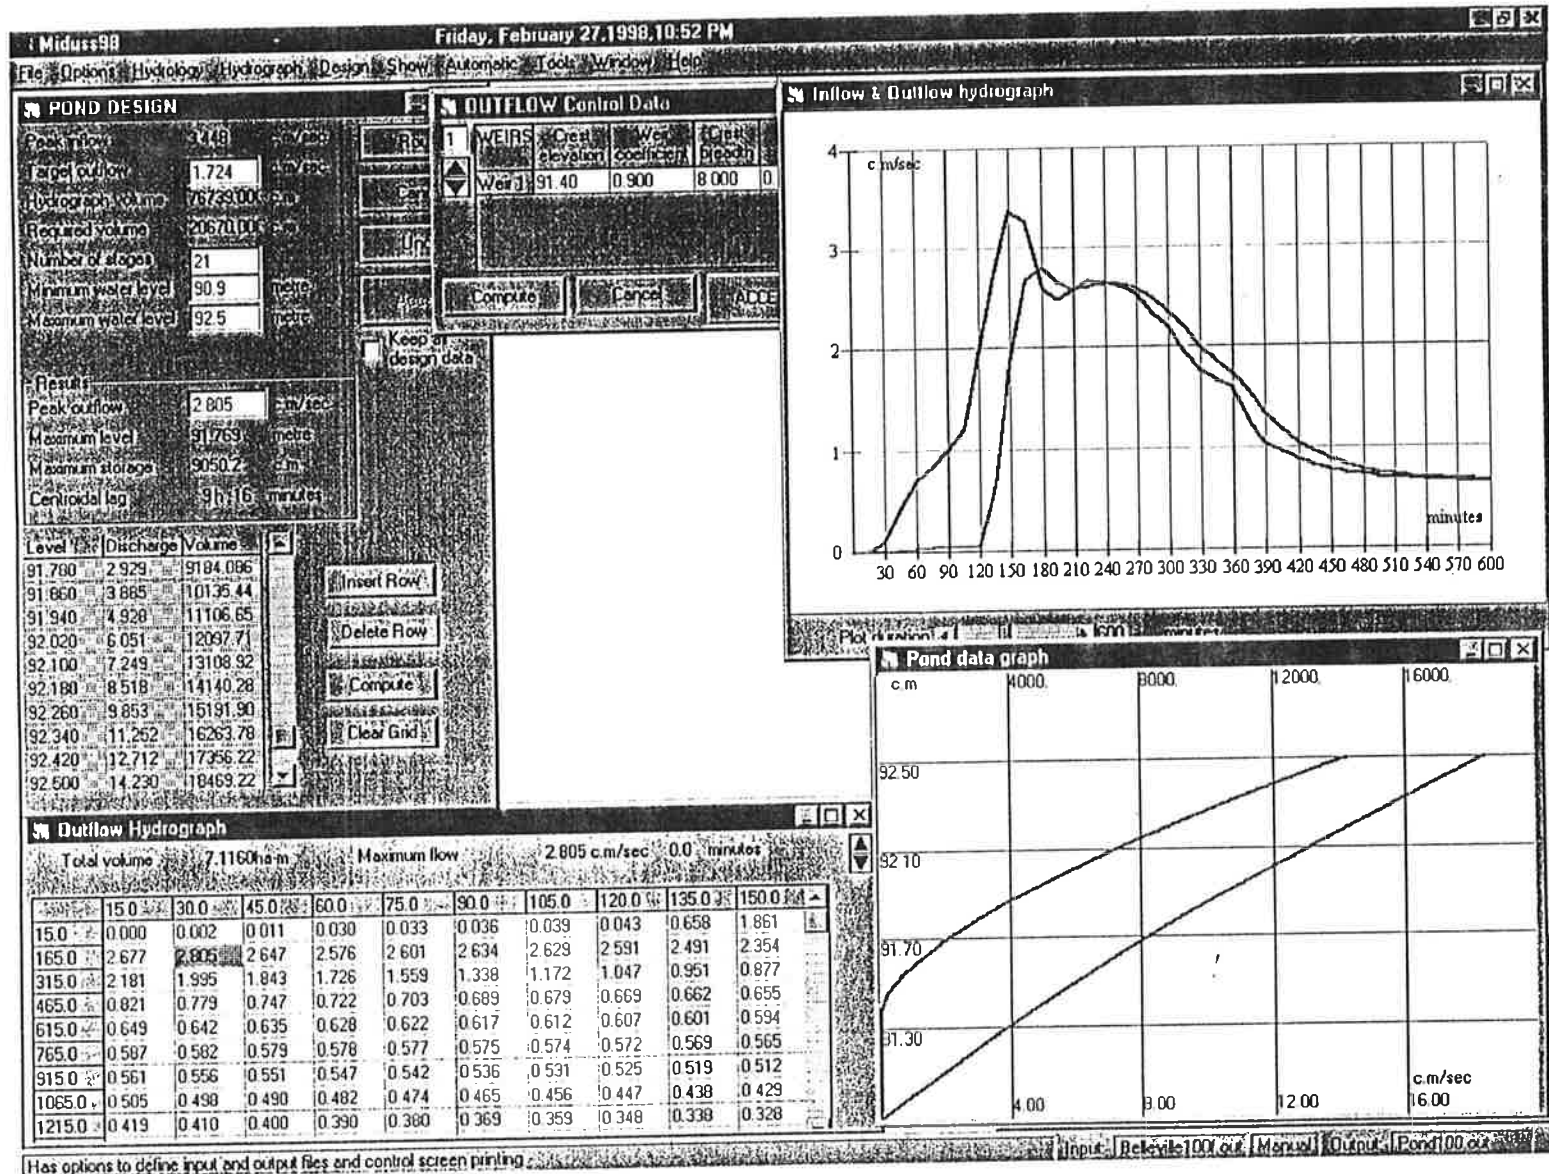 Miduss98 Friday, February 27,1998,10:52 PM
File Options Hydrology Hydrograph Design Show Automatic Tools Window Help
POND DESIGN
Peak inflow 3.448 c.m/sec
Target outflow 1.724 c.m/sec
Hydrograph volume 76739.000 c.m
Required volume 20670.000 c.m
Number of stages 21
Minimum water level 90.9 metre
Maximum water level 92.5 metre
Keep all
design data
Results
Peak outflow 2.805 c.m/sec
Maximum level 91.769 metre
Maximum storage 9050.2 c.m
Centroidal lag 9 h 16 minutes
Level Discharge Volume
91.780 2.929 9184.086
91.860 3.885 10135.44
91.940 4.928 11106.65
92.020 6.051 12097.71
92.100 7.249 13108.92
92.180 8.518 14140.28
92.260 9.853 15191.90
92.340 11.252 16263.78
92.420 12.712 17356.22
92.500 14.230 18469.22
Insert Row
Delete Row
Compute
Clear Grid
OUTFLOW Control Data
1 WEIRS Crest elevation Weir coefficient Crest breadth
Weir 1 91.40 0.900 8.000 0
Compute Cancel ACCE
Inflow & Outflow hydrograph
c.m/sec
4
3
2
1
0
minutes
30 60 90 120 150 180 210 240 270 300 330 360 390 420 450 480 510 540 570 600
Plot duration 600 minutes
Pond data graph
c.m 4000. 8000. 12000. 16000.
92.50
92.10
91.70
91.30
c.m/sec
4.00 8.00 12.00 16.00
Outflow Hydrograph
Total volume 7.1160ha-m Maximum flow 2.805 c.m/sec 0.0 minutes
15.0 30.0 45.0 60.0 75.0 90.0 105.0 120.0 135.0 150.0
15.0 0.000 0.002 0.011 0.030 0.033 0.036 0.039 0.043 0.658 1.861
165.0 2.677 2.805 2.647 2.576 2.601 2.634 2.629 2.591 2.491 2.354
315.0 2.181 1.995 1.843 1.726 1.559 1.338 1.172 1.047 0.951 0.877
465.0 0.821 0.779 0.747 0.722 0.703 0.689 0.679 0.669 0.662 0.655
615.0 0.649 0.642 0.635 0.628 0.622 0.617 0.612 0.607 0.601 0.594
765.0 0.587 0.582 0.579 0.578 0.577 0.575 0.574 0.572 0.569 0.565
915.0 0.561 0.556 0.551 0.547 0.542 0.536 0.531 0.525 0.519 0.512
1065.0 0.505 0.498 0.490 0.482 0.474 0.465 0.456 0.447 0.438 0.429
1215.0 0.419 0.410 0.400 0.390 0.380 0.369 0.359 0.348 0.338 0.328
Has options to define input and output files and control screen printing Input: Belleville100f.out Manual Output: Pond100.out